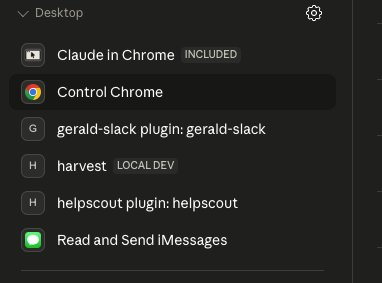 Desktop
Claude in Chrome INCLUDED
Control Chrome
G gerald-slack plugin: gerald-slack
H harvest LOCAL DEV
H helpscout plugin: helpscout
Read and Send iMessages